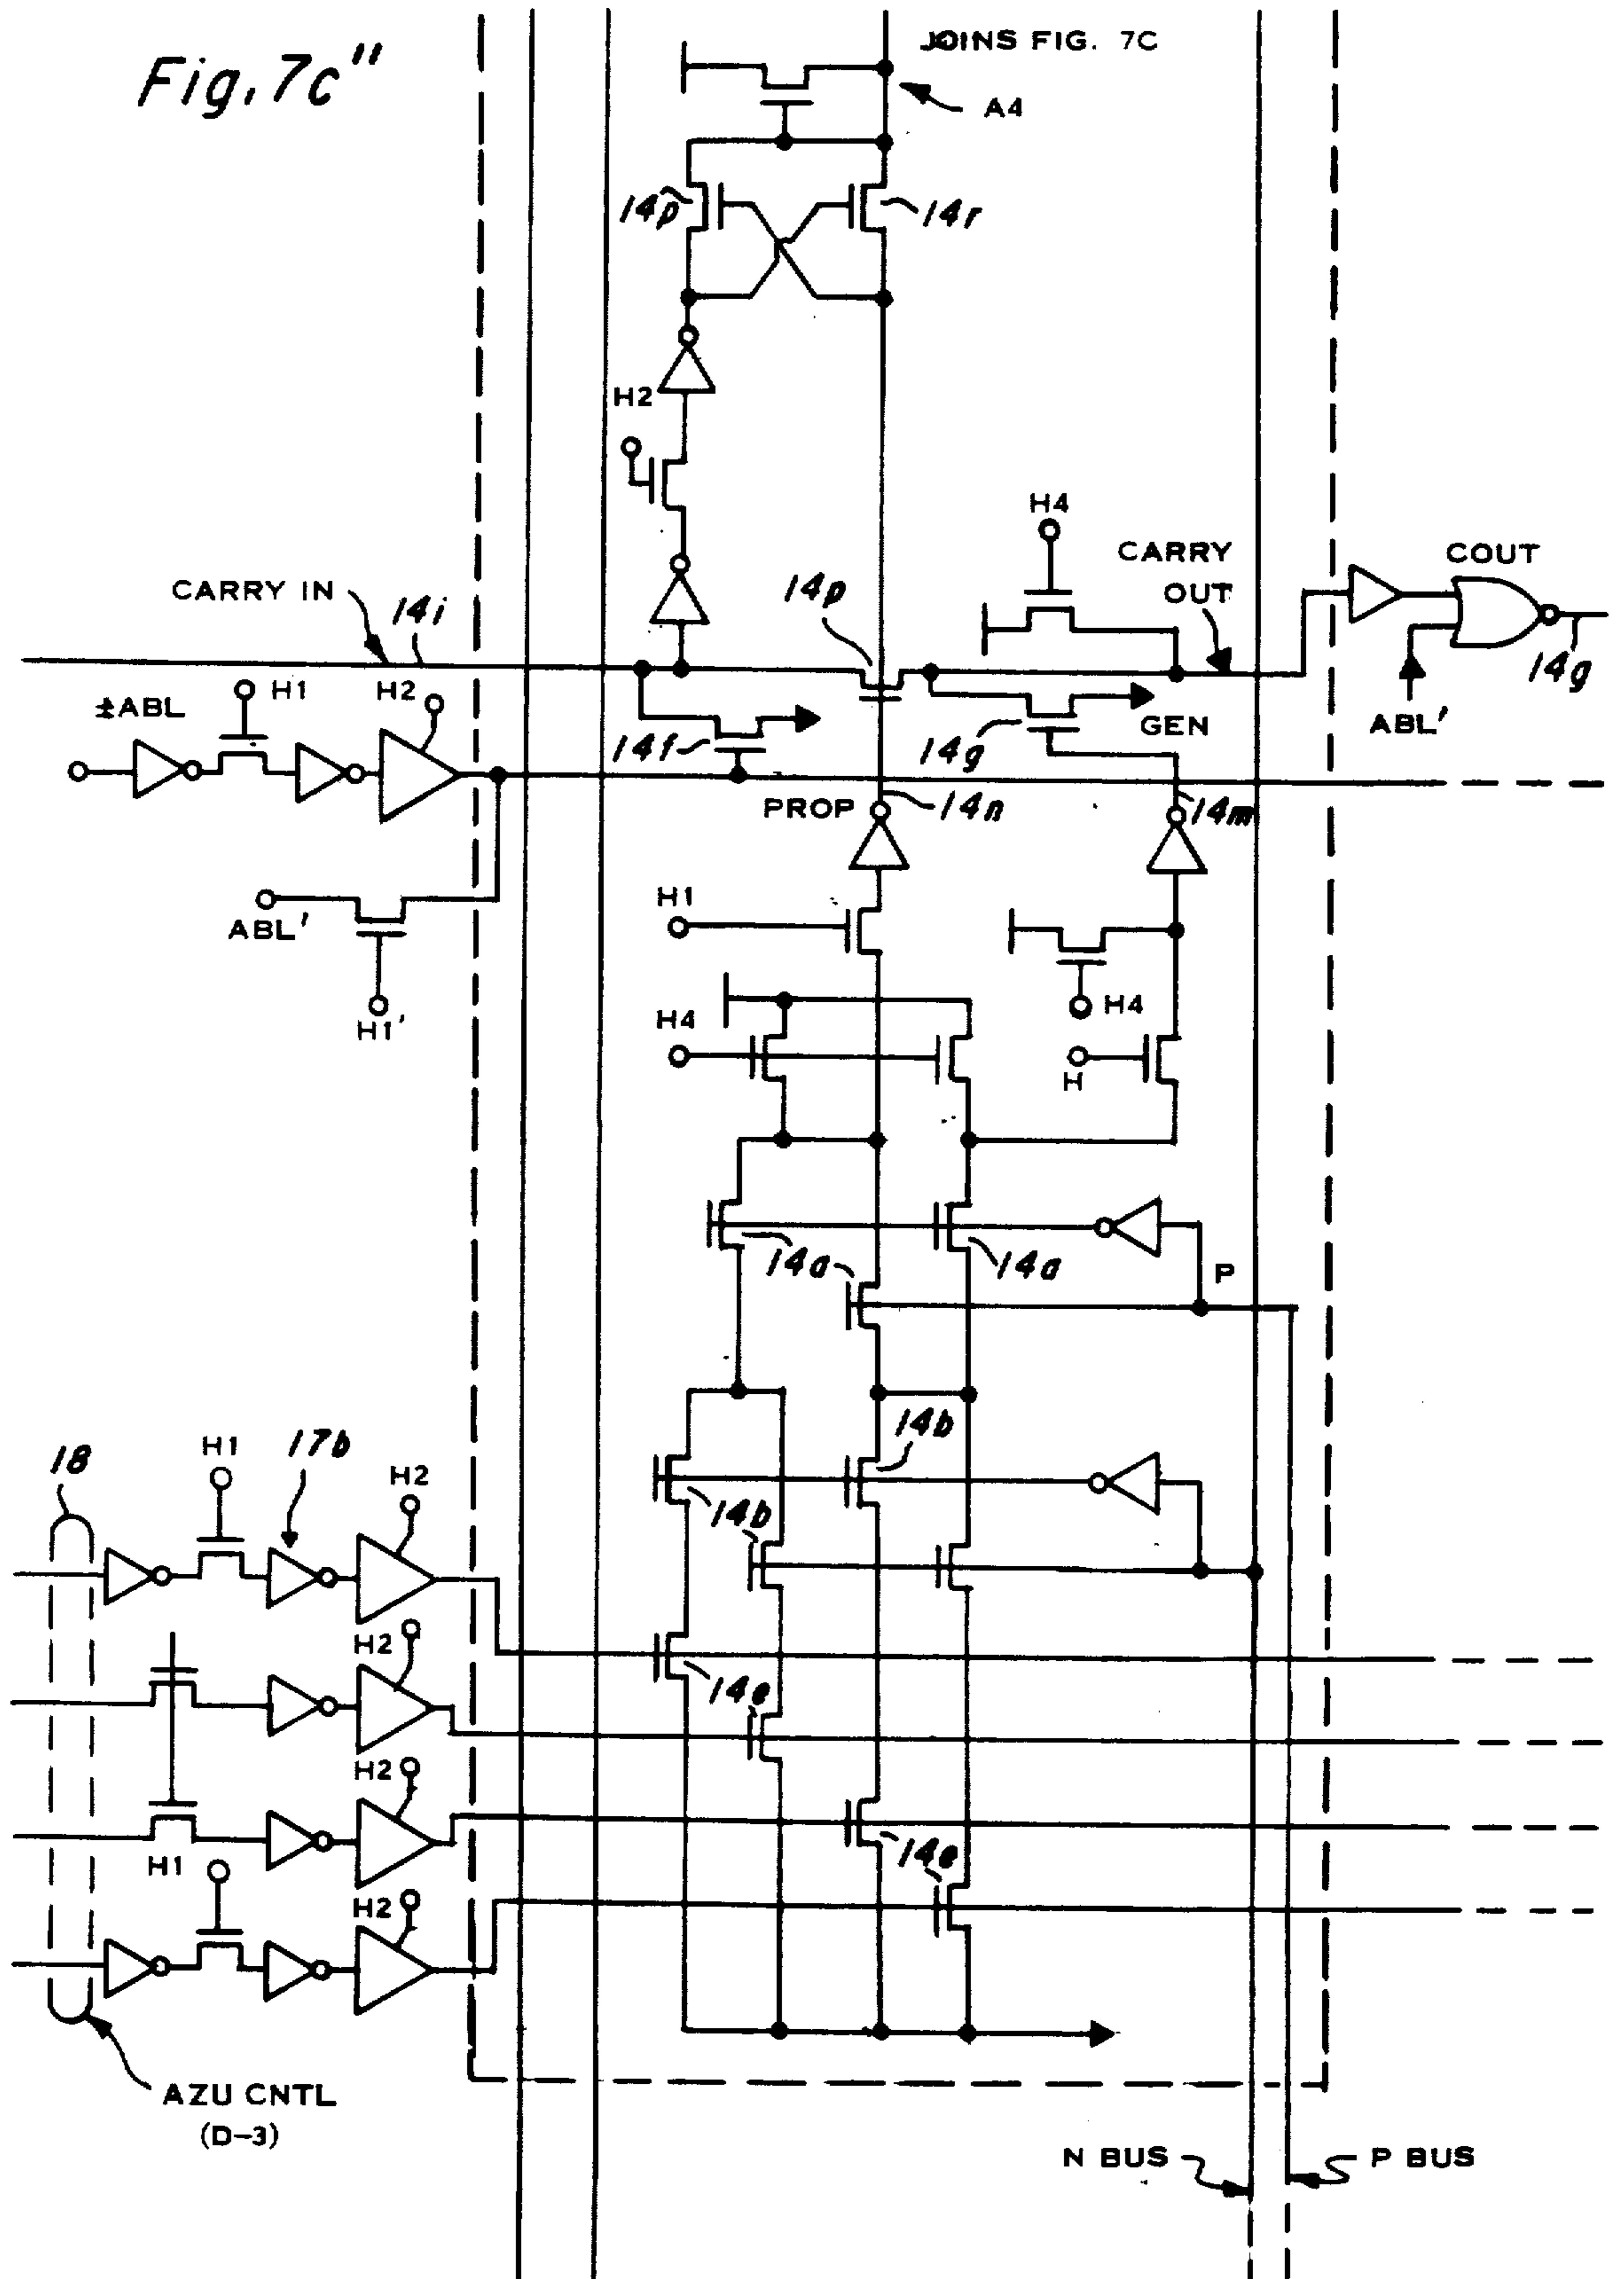 Fig. 7c"
JOINS FIG. 7C
A4
14p
14r
H2
H4
CARRY IN
14i
14p
CARRY
OUT
COUT
±ABL
H1
H2
14f
14g
GEN
ABL'
14g
PROP
14n
14m
ABL'
H1'
H1
H4
H4
H
14a
14a
P
14b
18
H1
17b
H2
14b
H2
14e
H2
H1
14e
H2
AZU CNTL
(D-3)
N BUS
P BUS